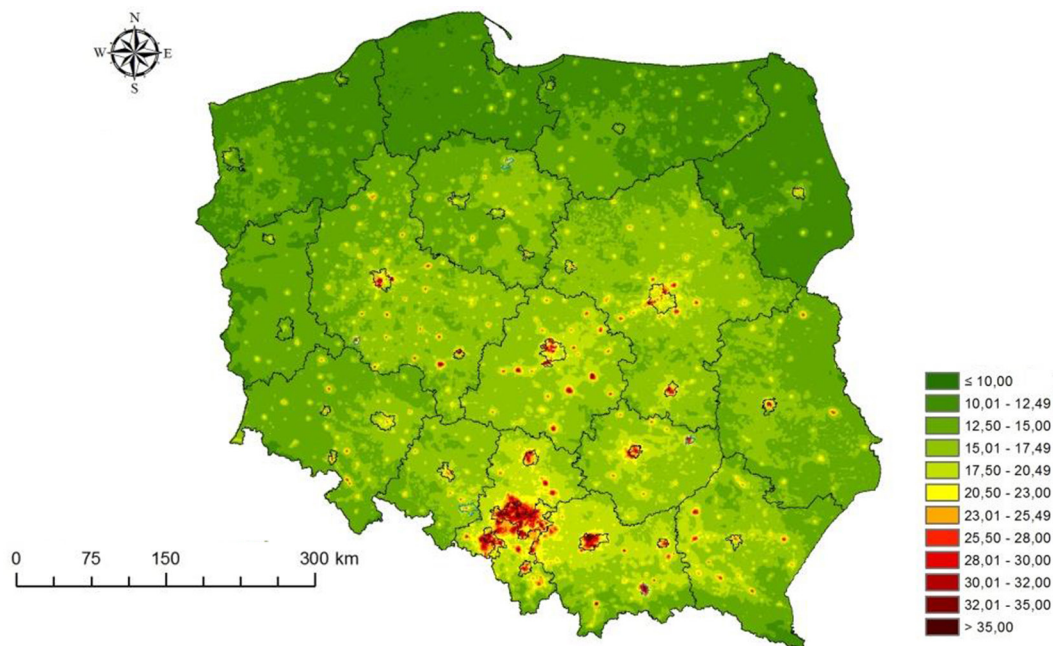 N
W E
S
≤ 10,00
10,01 - 12,49
12,50 - 15,00
15,01 - 17,49
17,50 - 20,49
20,50 - 23,00
23,01 - 25,49
25,50 - 28,00
28,01 - 30,00
30,01 - 32,00
32,01 - 35,00
> 35,00
0 75 150 300 km